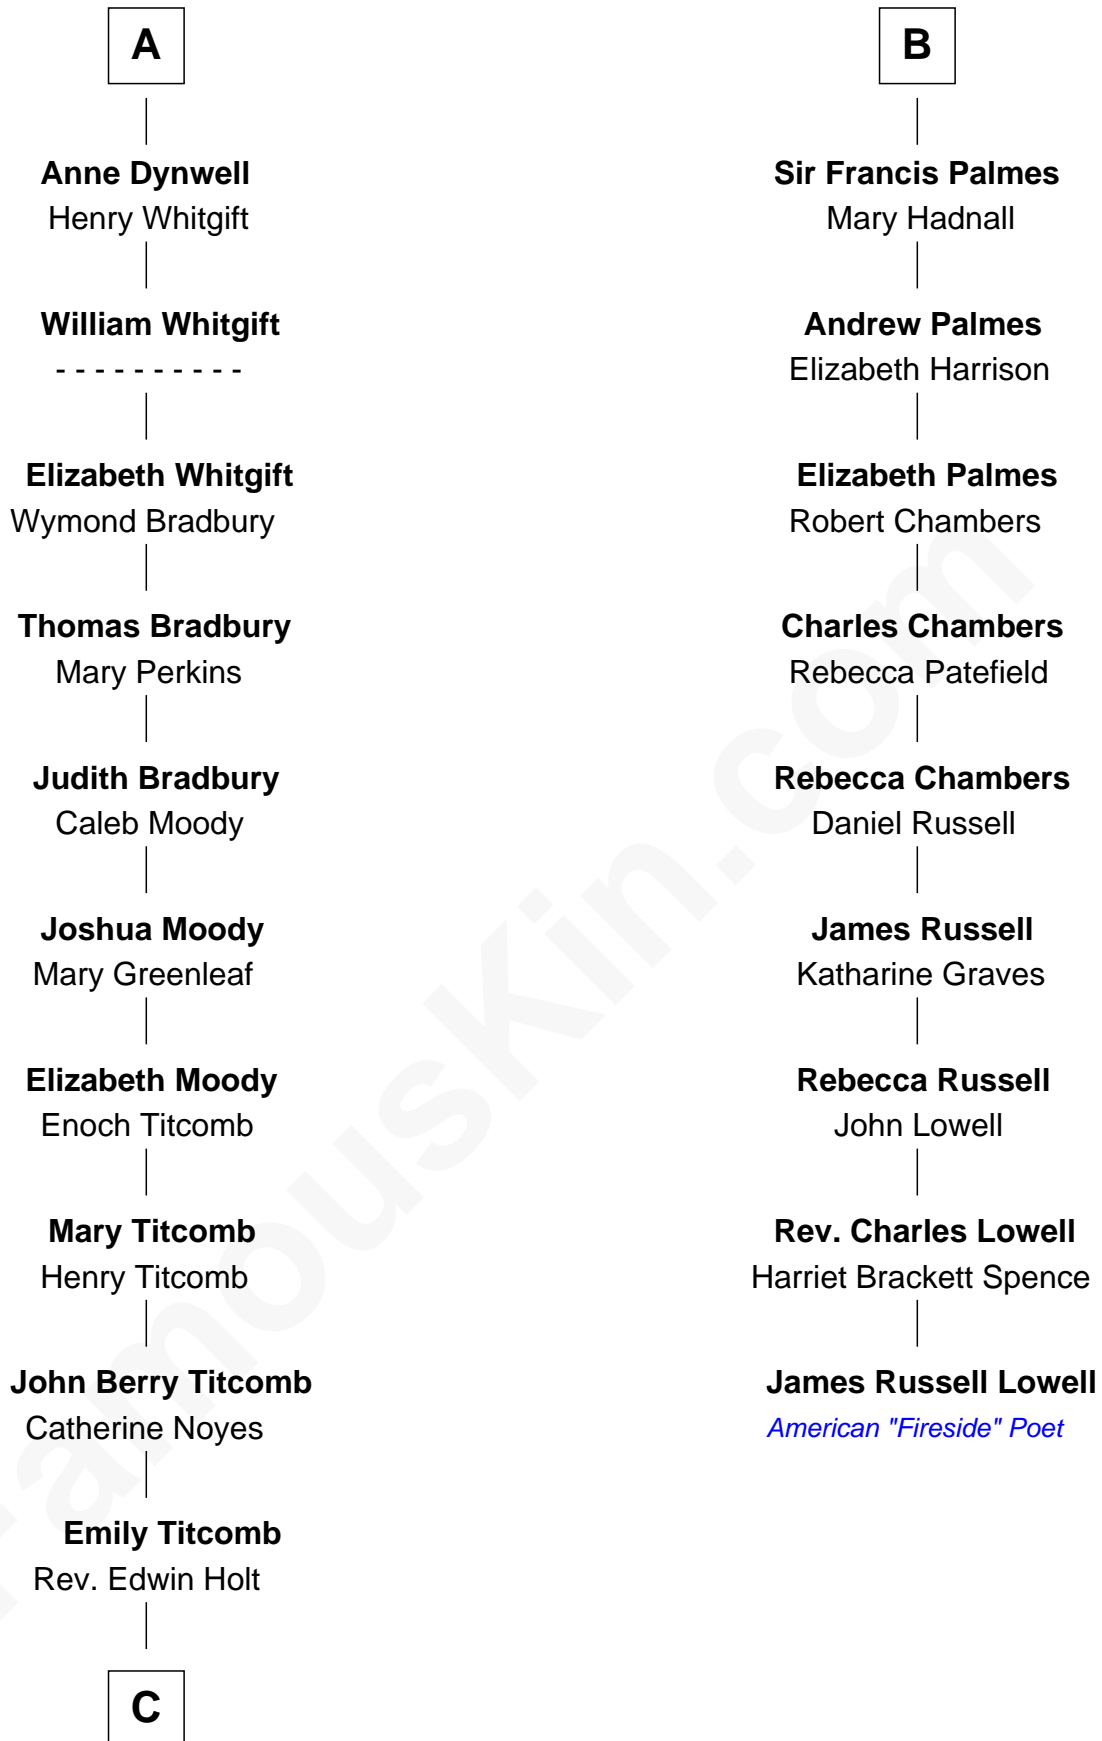 A
Anne Dynwell
Henry Whitgift
William Whitgift
- - - - - - - - - -
Elizabeth Whitgift
Wymond Bradbury
Thomas Bradbury
Mary Perkins
Judith Bradbury
Caleb Moody
Joshua Moody
Mary Greenleaf
Elizabeth Moody
Enoch Titcomb
Mary Titcomb
Henry Titcomb
John Berry Titcomb
Catherine Noyes
Emily Titcomb
Rev. Edwin Holt
C
B
Sir Francis Palmes
Mary Hadnall
Andrew Palmes
Elizabeth Harrison
Elizabeth Palmes
Robert Chambers
Charles Chambers
Rebecca Patefield
Rebecca Chambers
Daniel Russell
James Russell
Katharine Graves
Rebecca Russell
John Lowell
Rev. Charles Lowell
Harriet Brackett Spence
James Russell Lowell
American "Fireside" Poet
FamousKin.com